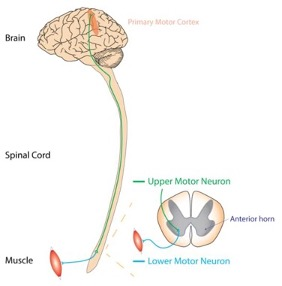 Primary Motor Cortex
Brain
Spinal Cord
Upper Motor Neuron
Anterior horn
Muscle
Lower Motor Neuron